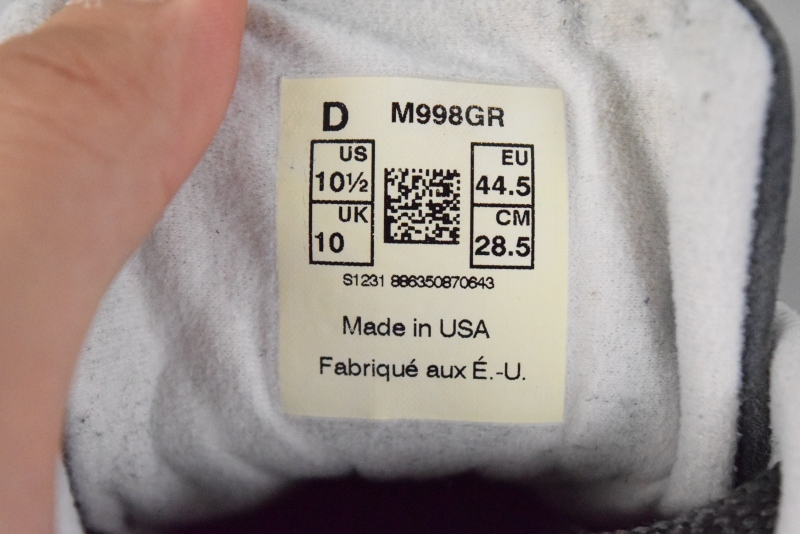 D M998GR
US 10½ EU 44.5
UK 10 CM 28.5
S1231 886350870643
Made in USA
Fabriqué aux É.-U.